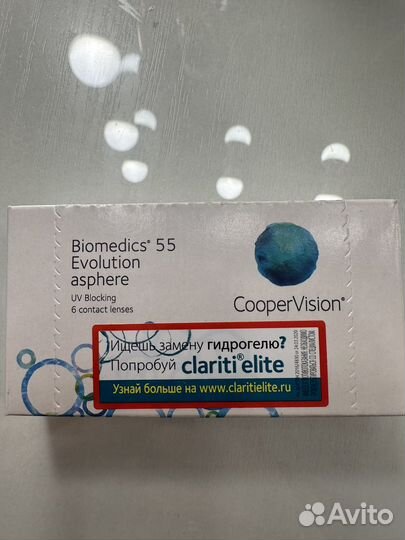 Biomedics® 55
Evolution
asphere
UV Blocking
6 contact lenses
CooperVision®
Ищешь замену гидрогелю?
Попробуй clariti® elite
Узнай больше на www.claritielite.ru
Avito